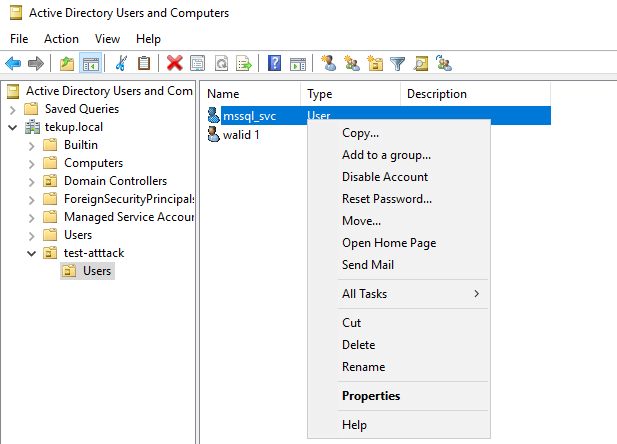 Active Directory Users and Computers
File Action View Help
Active Directory Users and Com
Saved Queries
tekup.local
Builtin
Computers
Domain Controllers
ForeignSecurityPrincipals
Managed Service Accour
Users
test-atttack
Users
Name Type Description
mssql_svc User
walid 1
Copy...
Add to a group...
Disable Account
Reset Password...
Move...
Open Home Page
Send Mail
All Tasks
Cut
Delete
Rename
Properties
Help